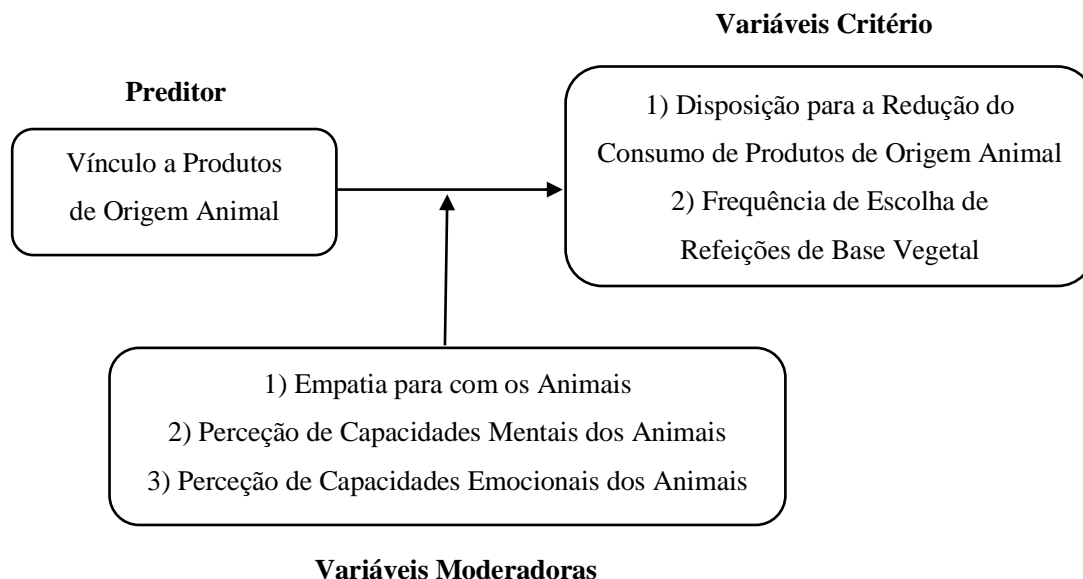 Preditor
Vínculo a Produtos
de Origem Animal
Variáveis Critério
1) Disposição para a Redução do
Consumo de Produtos de Origem Animal
2) Frequência de Escolha de
Refeições de Base Vegetal
1) Empatia para com os Animais
2) Perceção de Capacidades Mentais dos Animais
3) Perceção de Capacidades Emocionais dos Animais
Variáveis Moderadoras